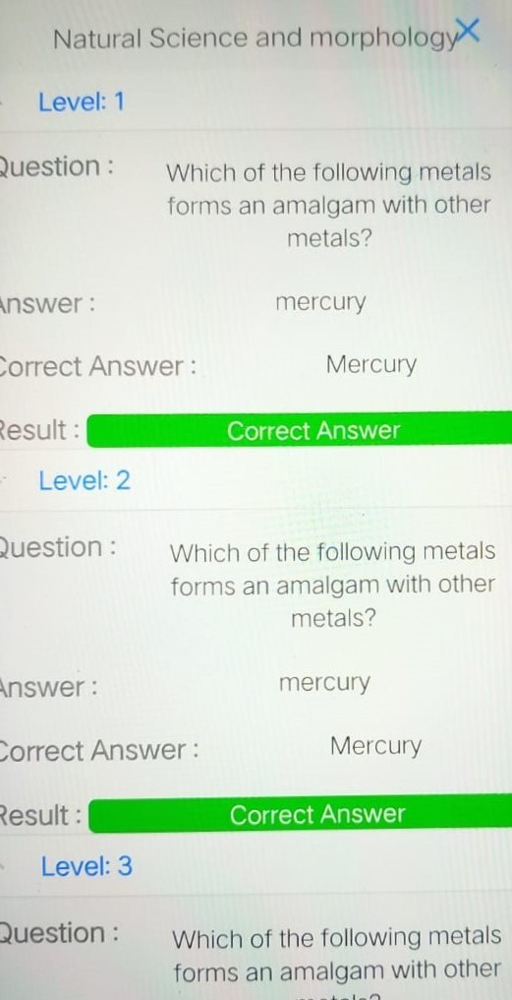 Natural Science and morphology
Level: 1
Question :
Which of the following metals
forms an amalgam with other
metals?
Answer :
mercury
Correct Answer :
Mercury
Result :
Correct Answer
Level: 2
Question :
Which of the following metals
forms an amalgam with other
metals?
Answer :
mercury
Correct Answer :
Mercury
Result :
Correct Answer
Level: 3
Question :
Which of the following metals
forms an amalgam with other
metals?